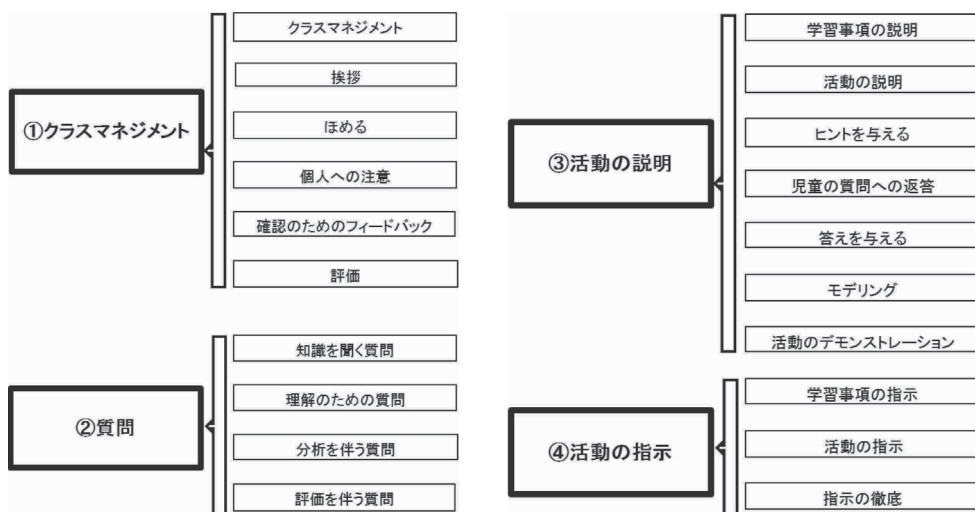 ①クラスマネジメント
クラスマネジメント
挨拶
ほめる
個人への注意
確認のためのフィードバック
評価
②質問
知識を聞く質問
理解のための質問
分析を伴う質問
評価を伴う質問
③活動の説明
学習事項の説明
活動の説明
ヒントを与える
児童の質問への返答
答えを与える
モデリング
活動のデモンストレーション
④活動の指示
学習事項の指示
活動の指示
指示の徹底